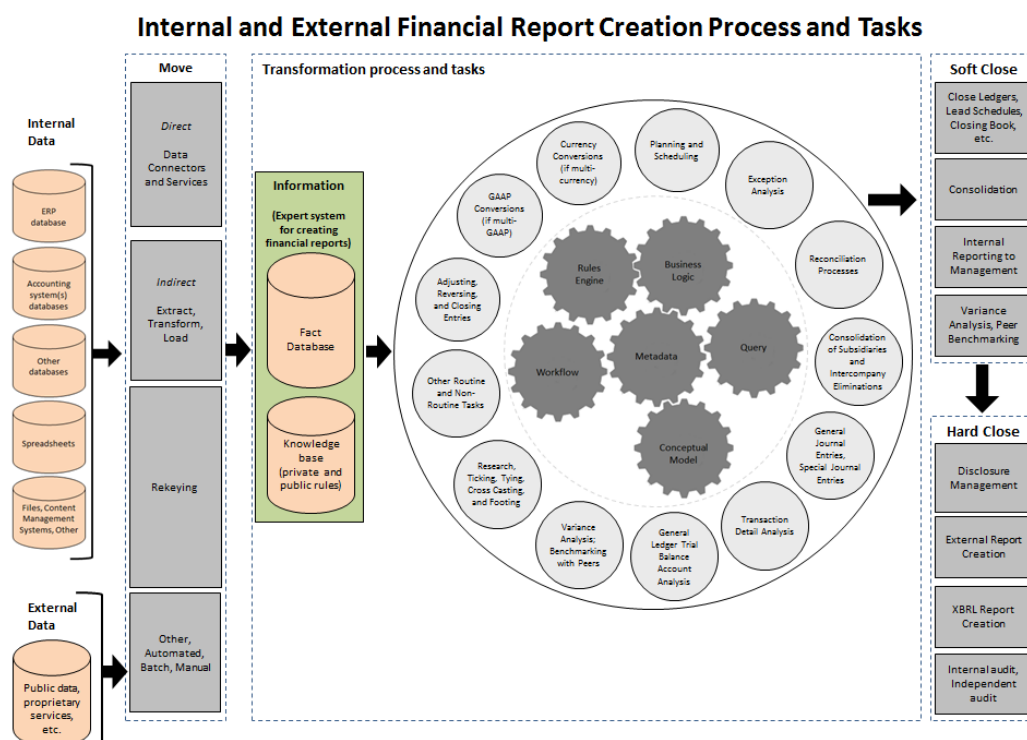 Internal and External Financial Report Creation Process and Tasks
Internal
Data
ERP
database
Accounting
system(s)
databases
Other
databases
Spreadsheets
Files, Content
Management
Systems, Other
External
Data
Public data,
proprietary
services,
etc.
Move
Direct
Data
Connectors
and Services
Indirect
Extract,
Transform,
Load
Rekeying
Other,
Automated,
Batch, Manual
Transformation process and tasks
Information
(Expert system
for creating
financial reports)
Fact
Database
Knowledge
base
(private and
public rules)
Currency
Conversions
(if multi-
currency)
Planning and
Scheduling
Exception
Analysis
Reconciliation
Processes
Consolidation
of Subsidiaries
and
Intercompany
Eliminations
General
Journal
Entries,
Special Journal
Entries
Transaction
Detail Analysis
General
Ledger Trial
Balance
Account
Analysis
Variance
Analysis;
Benchmarking
with Peers
Research,
Ticking, Tying,
Cross Casting,
and Footing
Other Routine
and Non-
Routine Tasks
Adjusting,
Reversing,
and Closing
Entries
GAAP
Conversions
(if multi-
GAAP)
Rules
Engine
Business
Logic
Metadata
Query
Workflow
Conceptual
Model
Soft Close
Close Ledgers,
Lead Schedules,
Closing Book,
etc.
Consolidation
Internal
Reporting to
Management
Variance
Analysis, Peer
Benchmarking
Hard Close
Disclosure
Management
External Report
Creation
XBRL Report
Creation
Internal audit,
Independent
audit